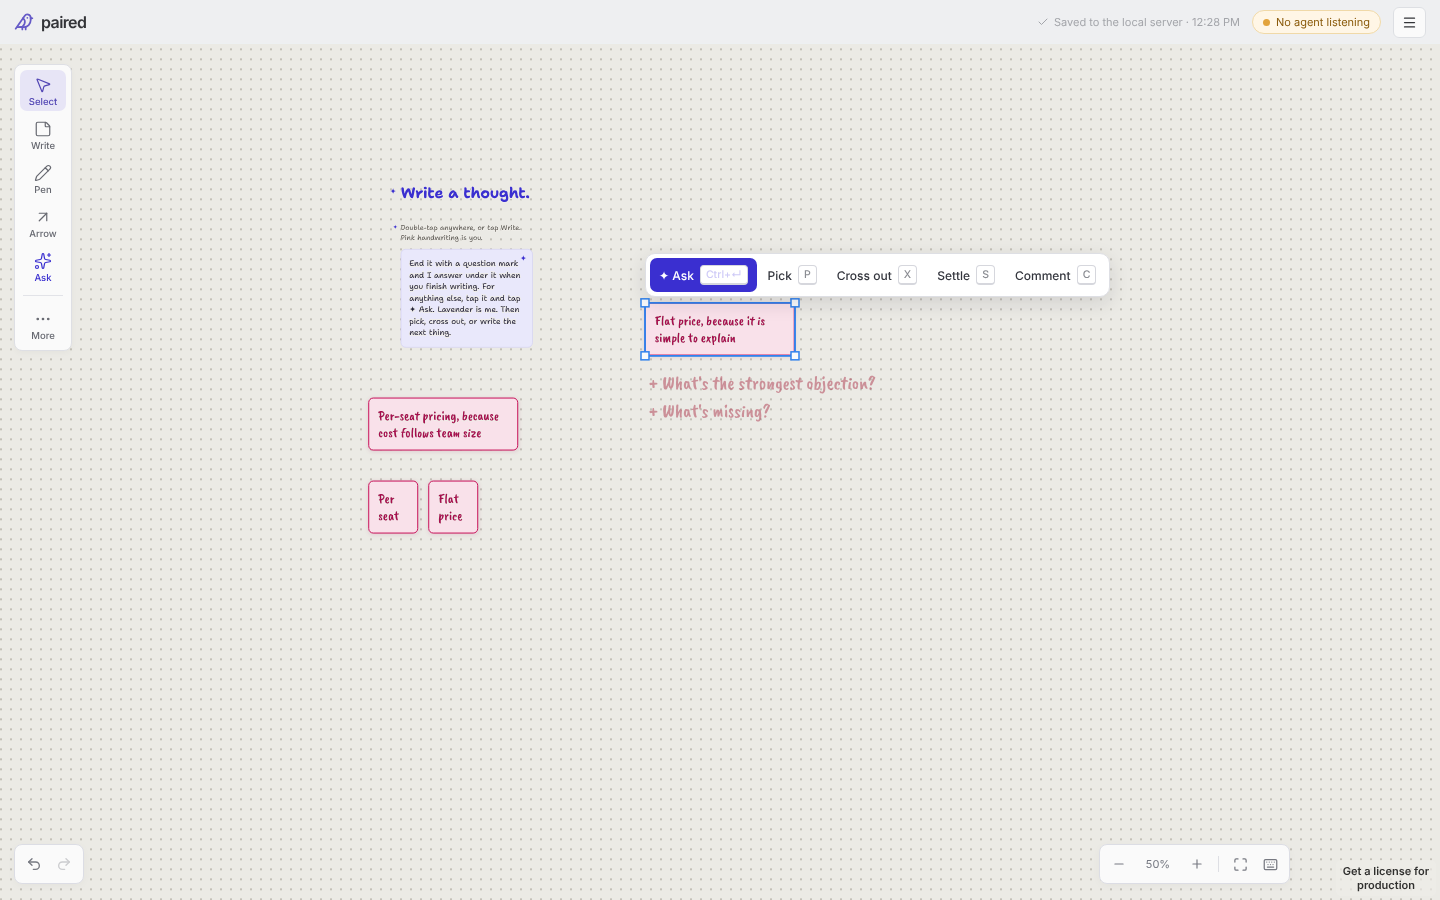 paired
Saved to the local server · 12:28 PM
No agent listening
Select
Write
Pen
Arrow
Ask
More
Write a thought.
Double-tap anywhere, or tap Write.
Pink handwriting is you.
End it with a question mark
and I answer under it when
you finish writing. For
anything else, tap it and tap
✦ Ask. Lavender is me. Then
pick, cross out, or write the
next thing.
✦ Ask Ctrl+↵ Pick P Cross out X Settle S Comment C
Flat price, because it is
simple to explain
+ What's the strongest objection?
+ What's missing?
Per-seat pricing, because
cost follows team size
Per
seat
Flat
price
50%
Get a license for
production